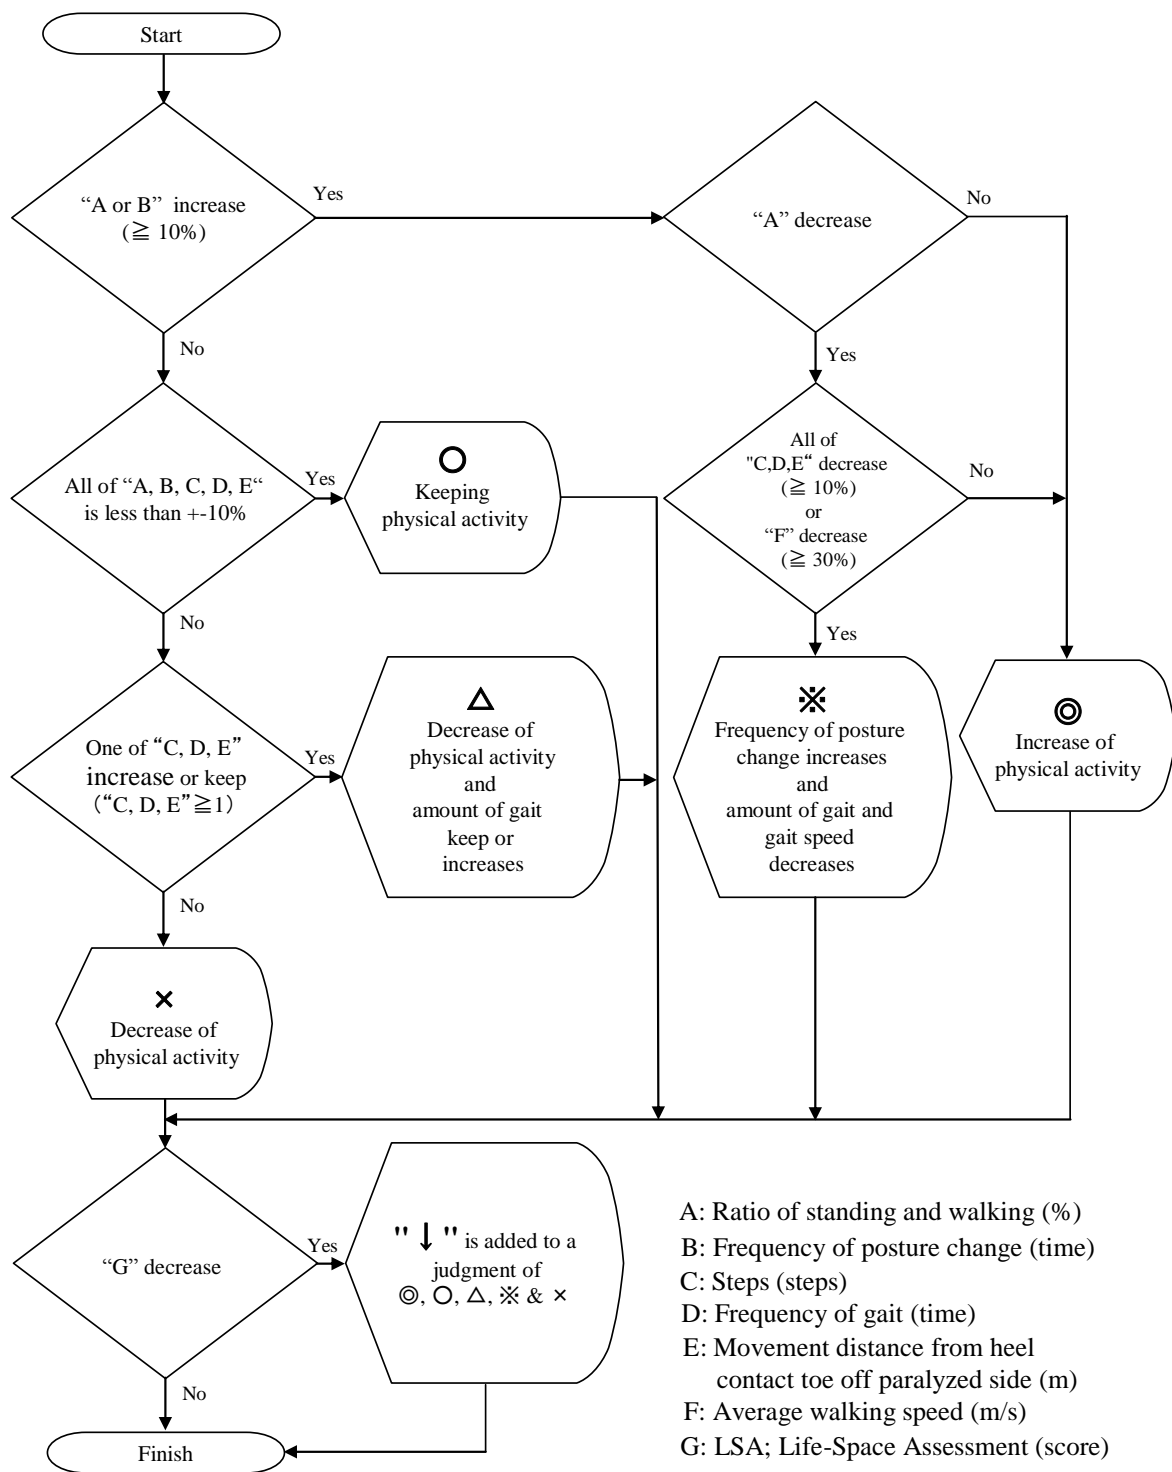 Start
“A or B” increase
(≧ 10%)
Yes
“A” decrease
No
No
Yes
All of “A, B, C, D, E“
is less than +-10%
Yes
○
Keeping
physical activity
All of
"C,D,E“ decrease
(≧ 10%)
or
“F” decrease
(≧ 30%)
No
No
Yes
One of “C, D, E”
increase or keep
(“C, D, E”≧1)
Yes
△
Decrease of
physical activity
and
amount of gait
keep or
increases
※
Frequency of posture
change increases
and
amount of gait and
gait speed
decreases
◎
Increase of
physical activity
No
×
Decrease of
physical activity
“G” decrease
Yes
"↓" is added to a
judgment of
◎, ○, △, ※ & ×
No
Finish
A: Ratio of standing and walking (%)
B: Frequency of posture change (time)
C: Steps (steps)
D: Frequency of gait (time)
E: Movement distance from heel
contact toe off paralyzed side (m)
F: Average walking speed (m/s)
G: LSA; Life-Space Assessment (score)